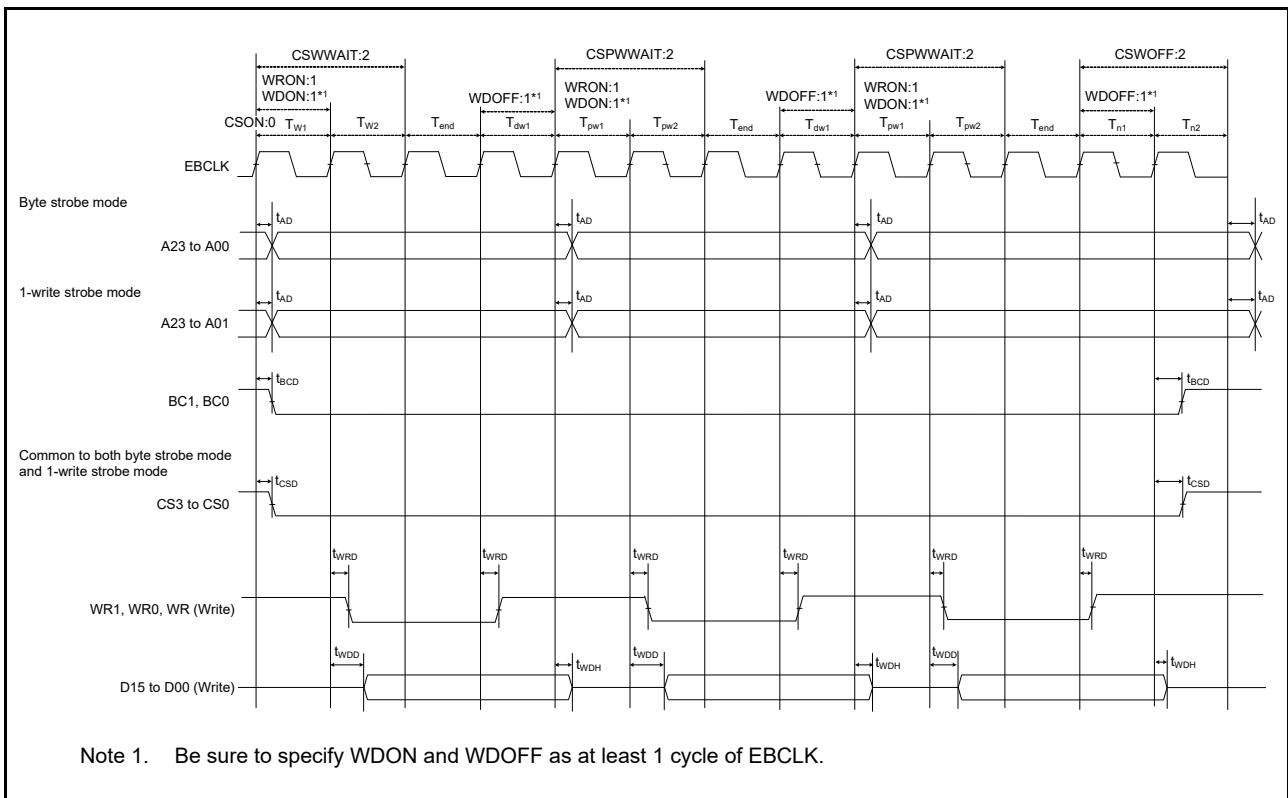 CSWWAIT:2 CSPWWAIT:2 CSPWWAIT:2 CSWOFF:2
WRON:1 WRON:1 WRON:1
WDON:1*1 WDOFF:1*1 WDON:1*1 WDOFF:1*1 WDON:1*1 WDOFF:1*1
CSON:0 TW1 TW2 Tend Tdw1 Tpw1 Tpw2 Tend Tdw1 Tpw1 Tpw2 Tend Tn1 Tn2
EBCLK
Byte strobe mode
tAD tAD tAD tAD
A23 to A00
1-write strobe mode
tAD tAD tAD tAD
A23 to A01
tBCD tBCD
BC1, BC0
Common to both byte strobe mode
and 1-write strobe mode
tCSD tCSD
CS3 to CS0
tWRD tWRD tWRD tWRD tWRD tWRD
WR1, WR0, WR (Write)
tWDD tWDH tWDD tWDH tWDD tWDH
D15 to D00 (Write)
Note 1. Be sure to specify WDON and WDOFF as at least 1 cycle of EBCLK.